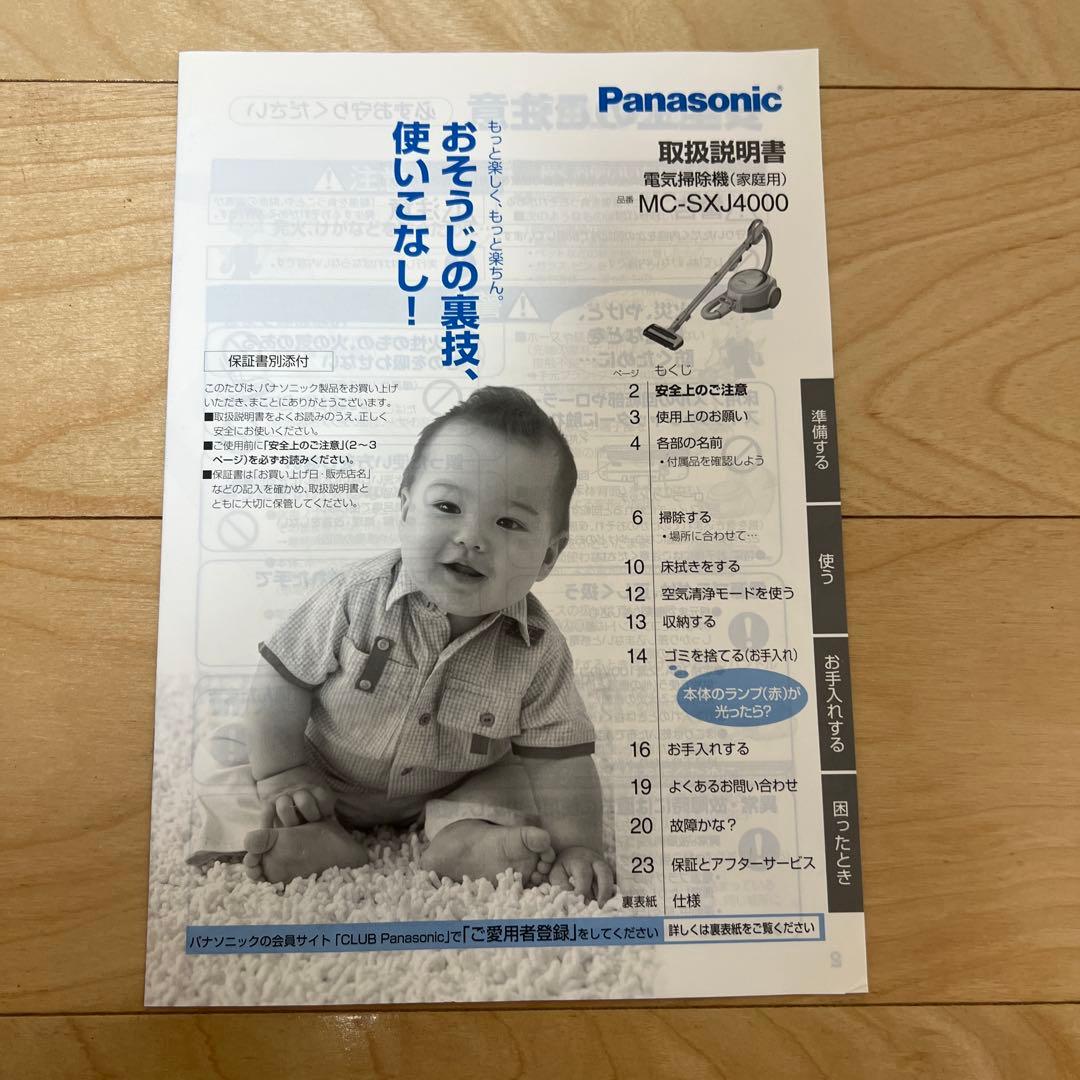 Panasonic®
取扱説明書
電気掃除機(家庭用)
品番 MC-SXJ4000
もっと楽しく、もっと楽ちん。
おそうじの裏技、
使いこなし!
保証書別添付
このたびは、パナソニック製品をお買い上げ
いただき、まことにありがとうございます。
■取扱説明書をよくお読みのうえ、正しく
安全にお使いください。
■ご使用前に「安全上のご注意」(2～3
ページ)を必ずお読みください。
■保証書は「お買い上げ日・販売店名」
などの記入を確かめ、取扱説明書と
ともに大切に保管してください。
ページ もくじ
2 安全上のご注意
3 使用上のお願い
4 各部の名前
・付属品を確認しよう
6 掃除する
・場所に合わせて…
10 床拭きをする
12 空気清浄モードを使う
13 収納する
14 ゴミを捨てる(お手入れ)
本体のランプ(赤)が
光ったら?
16 お手入れする
19 よくあるお問い合わせ
20 故障かな?
23 保証とアフターサービス
裏表紙 仕様
準備する
使う
お手入れする
困ったとき
パナソニックの会員サイト「CLUB Panasonic」で「ご愛用者登録」をしてください 詳しくは裏表紙をご覧ください